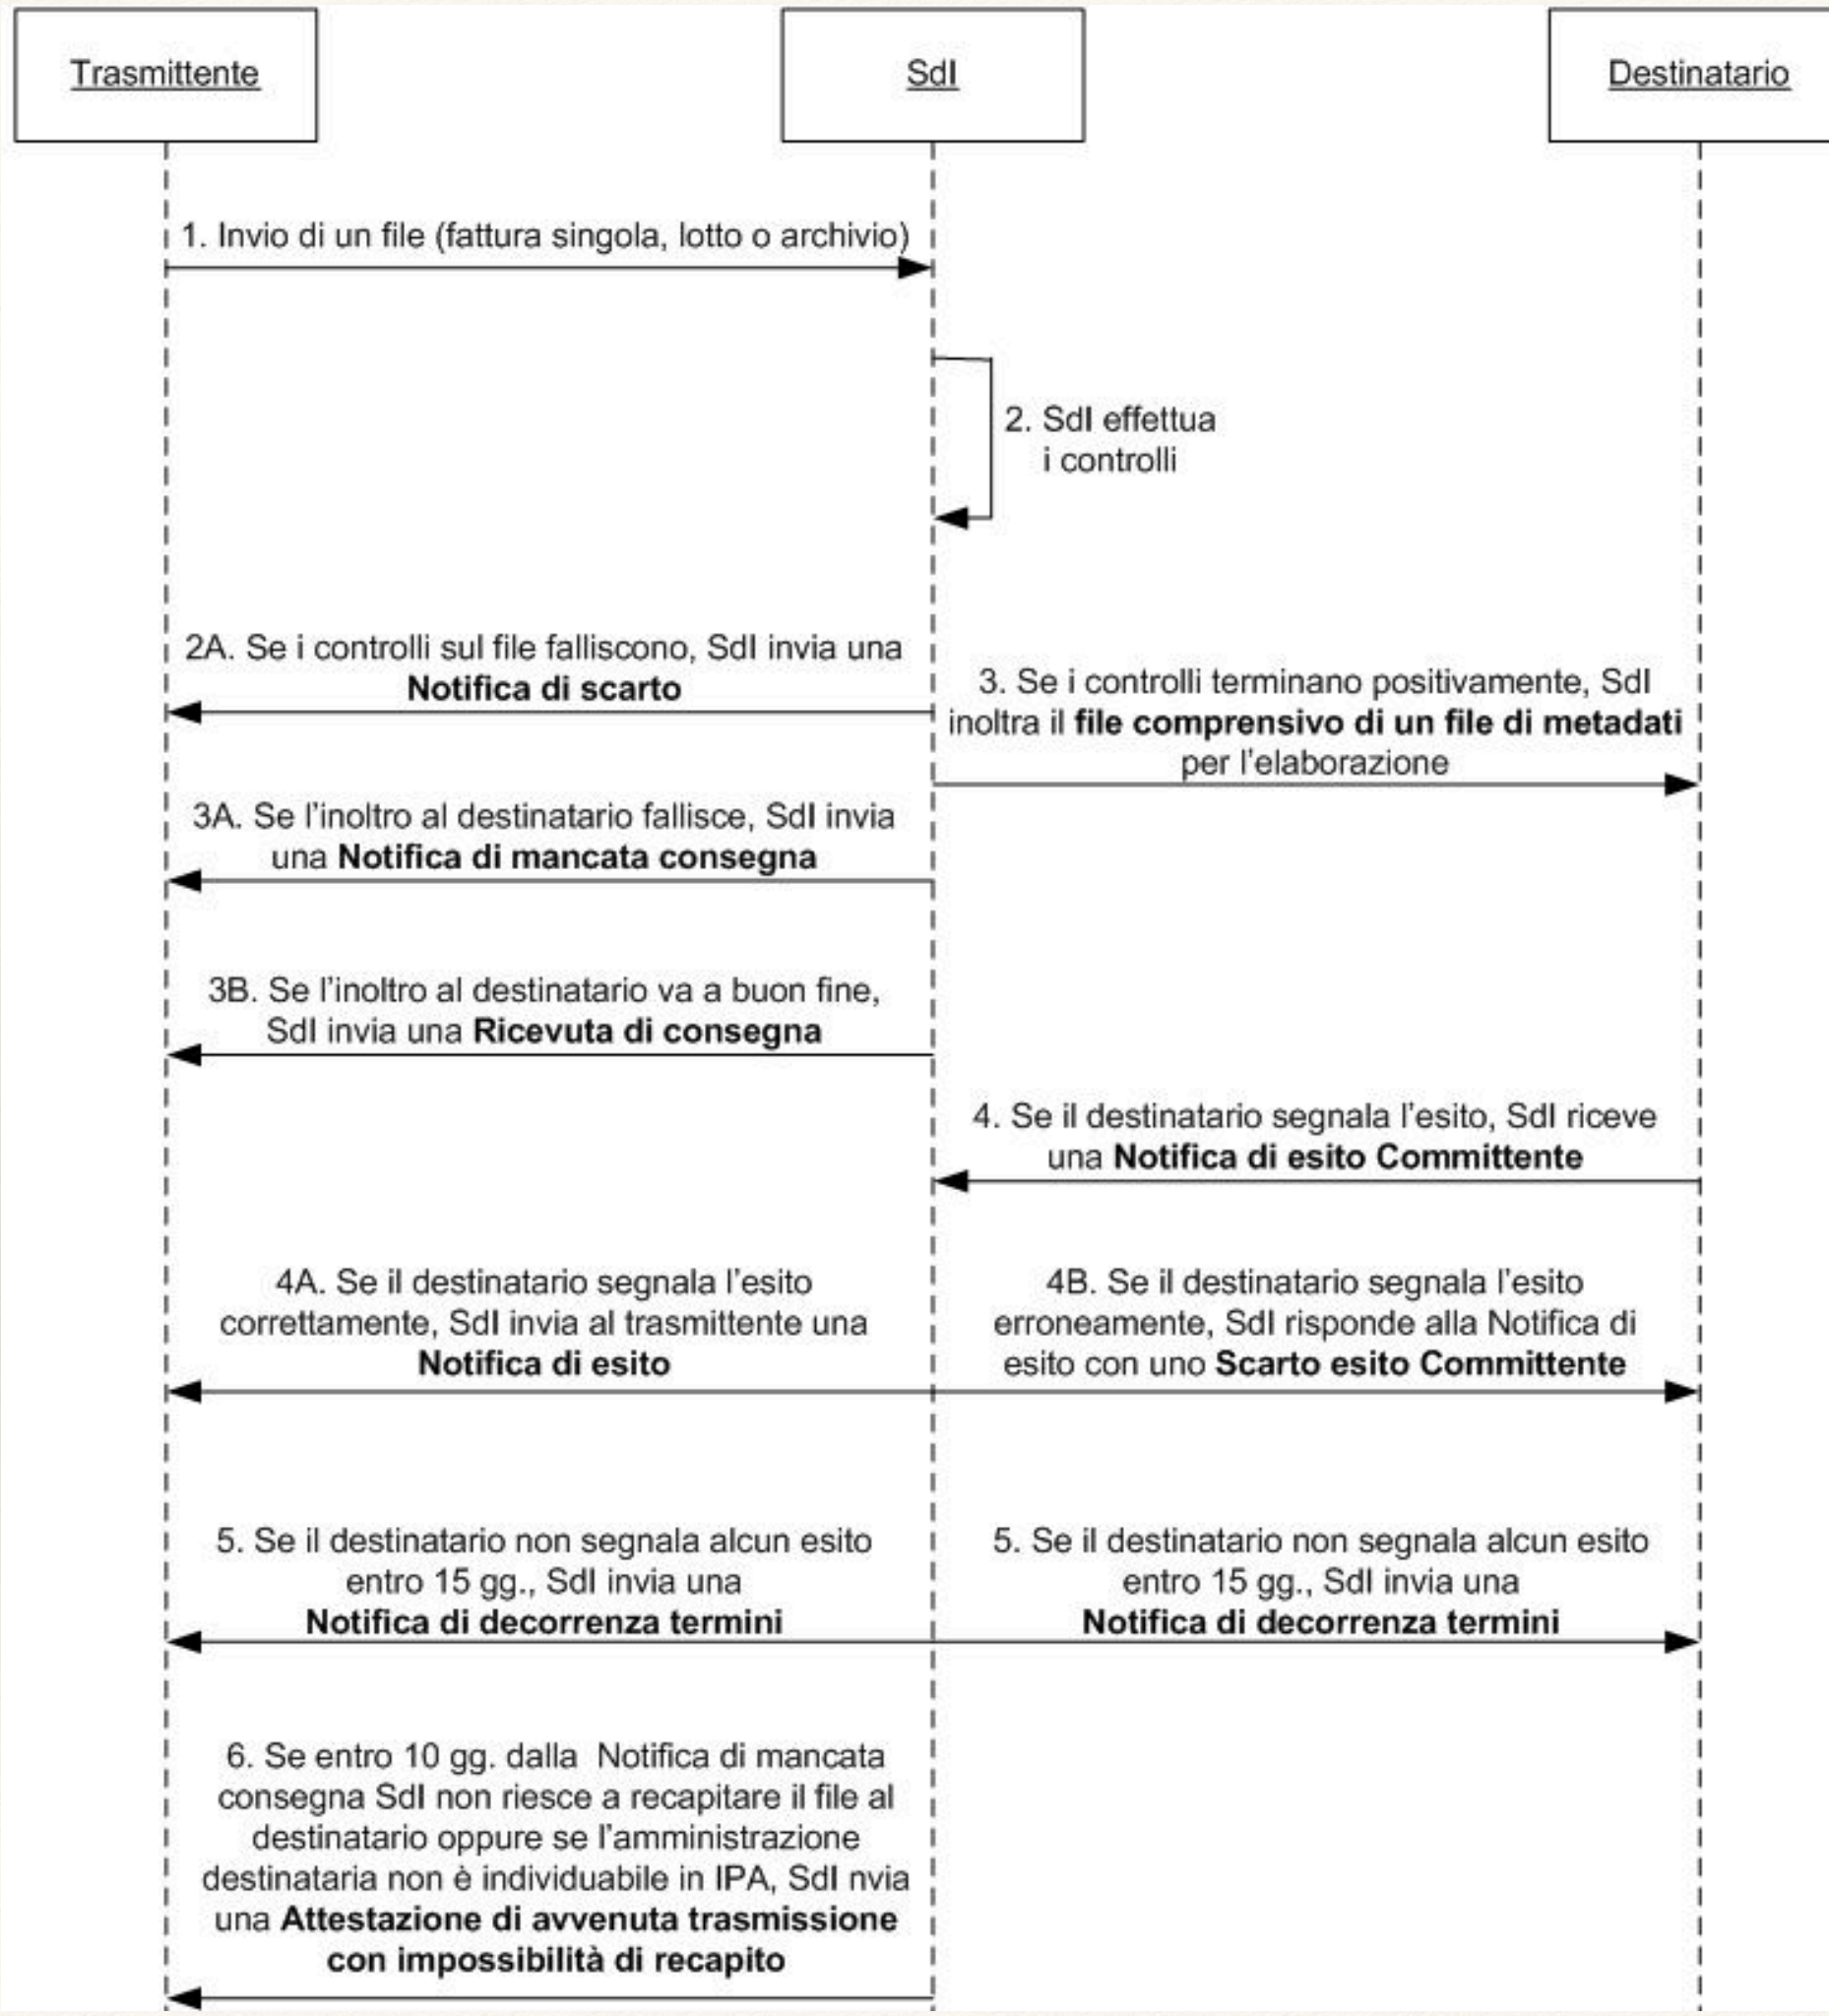 Trasmittente
SdI
Destinatario
1. Invio di un file (fattura singola, lotto o archivio)
2. SdI effettua
i controlli
2A. Se i controlli sul file falliscono, SdI invia una
Notifica di scarto
3. Se i controlli terminano positivamente, SdI
inoltra il file comprensivo di un file di metadati
per l'elaborazione
3A. Se l'inoltro al destinatario fallisce, SdI invia
una Notifica di mancata consegna
3B. Se l'inoltro al destinatario va a buon fine,
SdI invia una Ricevuta di consegna
4. Se il destinatario segnala l'esito, SdI riceve
una Notifica di esito Committente
4A. Se il destinatario segnala l'esito
correttamente, SdI invia al trasmittente una
Notifica di esito
4B. Se il destinatario segnala l'esito
erroneamente, SdI risponde alla Notifica di
esito con uno Scarto esito Committente
5. Se il destinatario non segnala alcun esito
entro 15 gg., SdI invia una
Notifica di decorrenza termini
5. Se il destinatario non segnala alcun esito
entro 15 gg., SdI invia una
Notifica di decorrenza termini
6. Se entro 10 gg. dalla  Notifica di mancata
consegna SdI non riesce a recapitare il file al
destinatario oppure se l'amministrazione
destinataria non è individuabile in IPA, SdI nvia
una Attestazione di avvenuta trasmissione
con impossibilità di recapito